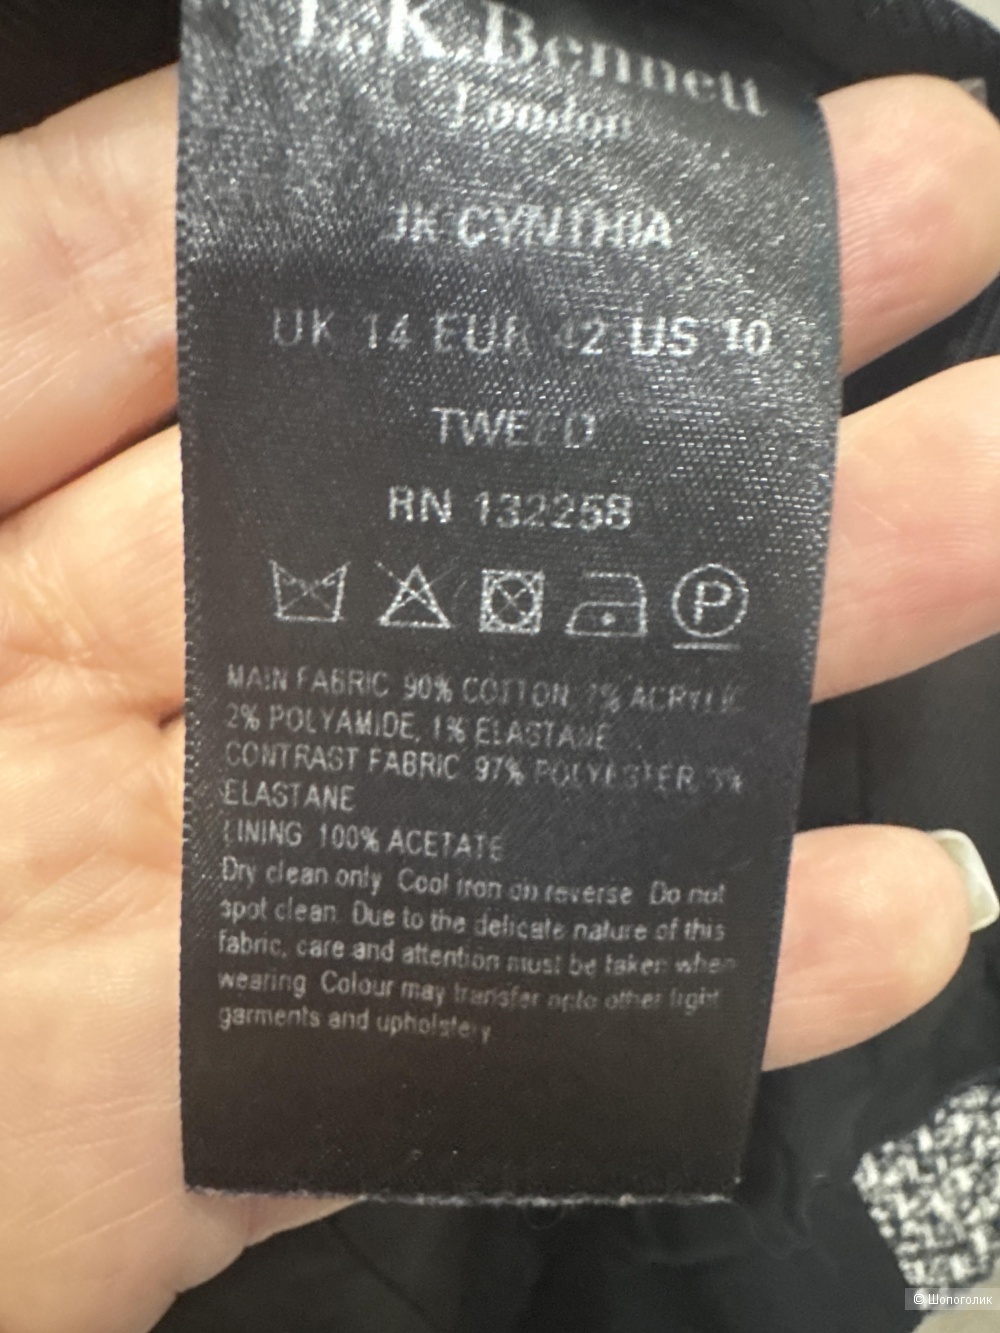 L.K.Bennett
London
JK CYNTHIA
UK 14 EUR 42 US 10
TWEED
RN 132258
P
MAIN FABRIC 90% COTTON 7% ACRYLIC
2% POLYAMIDE, 1% ELASTANE
CONTRAST FABRIC 97% POLYESTER 3%
ELASTANE
LINING 100% ACETATE
Dry clean only Cool iron on reverse Do not
spot clean. Due to the delicate nature of this
fabric, care and attention must be taken when
wearing Colour may transfer onto other light
garments and upholstery
© Шопоголик